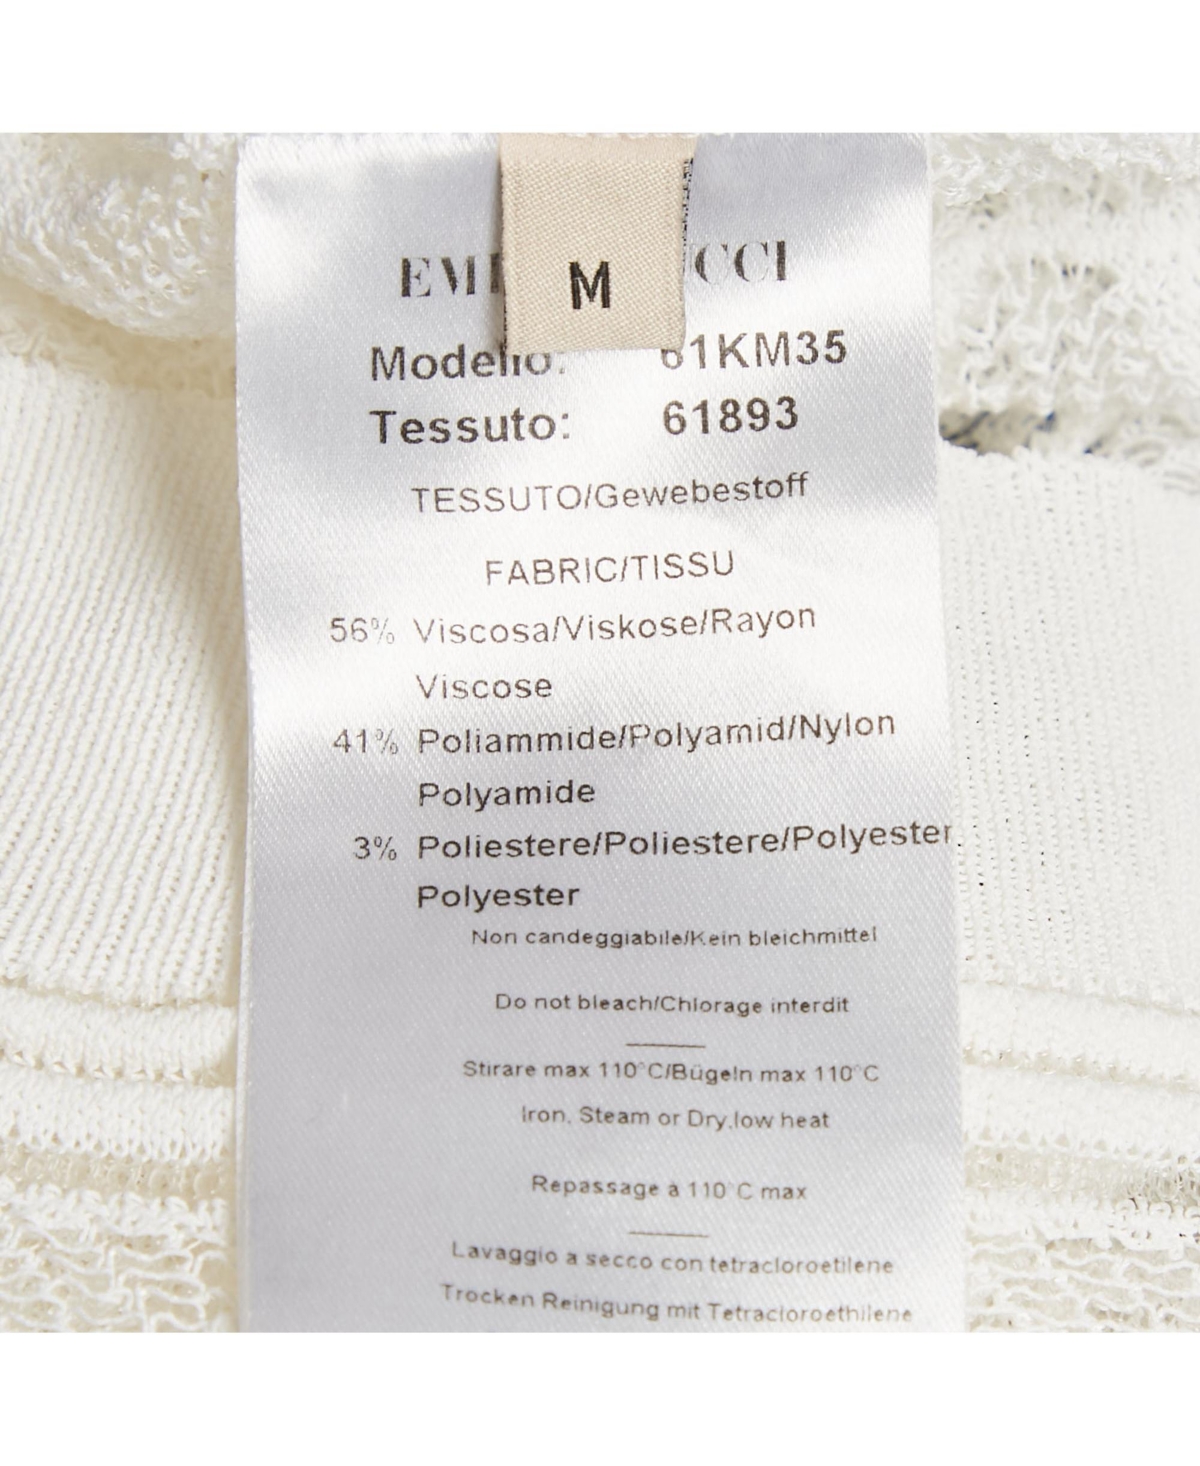 M
Modello: 61KM35
Tessuto: 61893
TESSUTO/Gewebestoff
FABRIC/TISSU
56% Viscosa/Viskose/Rayon
Viscose
41% Poliammide/Polyamid/Nylon
Polyamide
3% Poliestere/Poliestere/Polyester
Polyester
Non candeggiabile/Kein bleichmittel
Do not bleach/Chlorage interdit
Stirare max 110°C/Bügeln max 110°C
Iron, Steam or Dry,low heat
Repassage a 110°C max
Lavaggio a secco con tetracloroetilene
Trocken Reinigung mit Tetracloroethilene